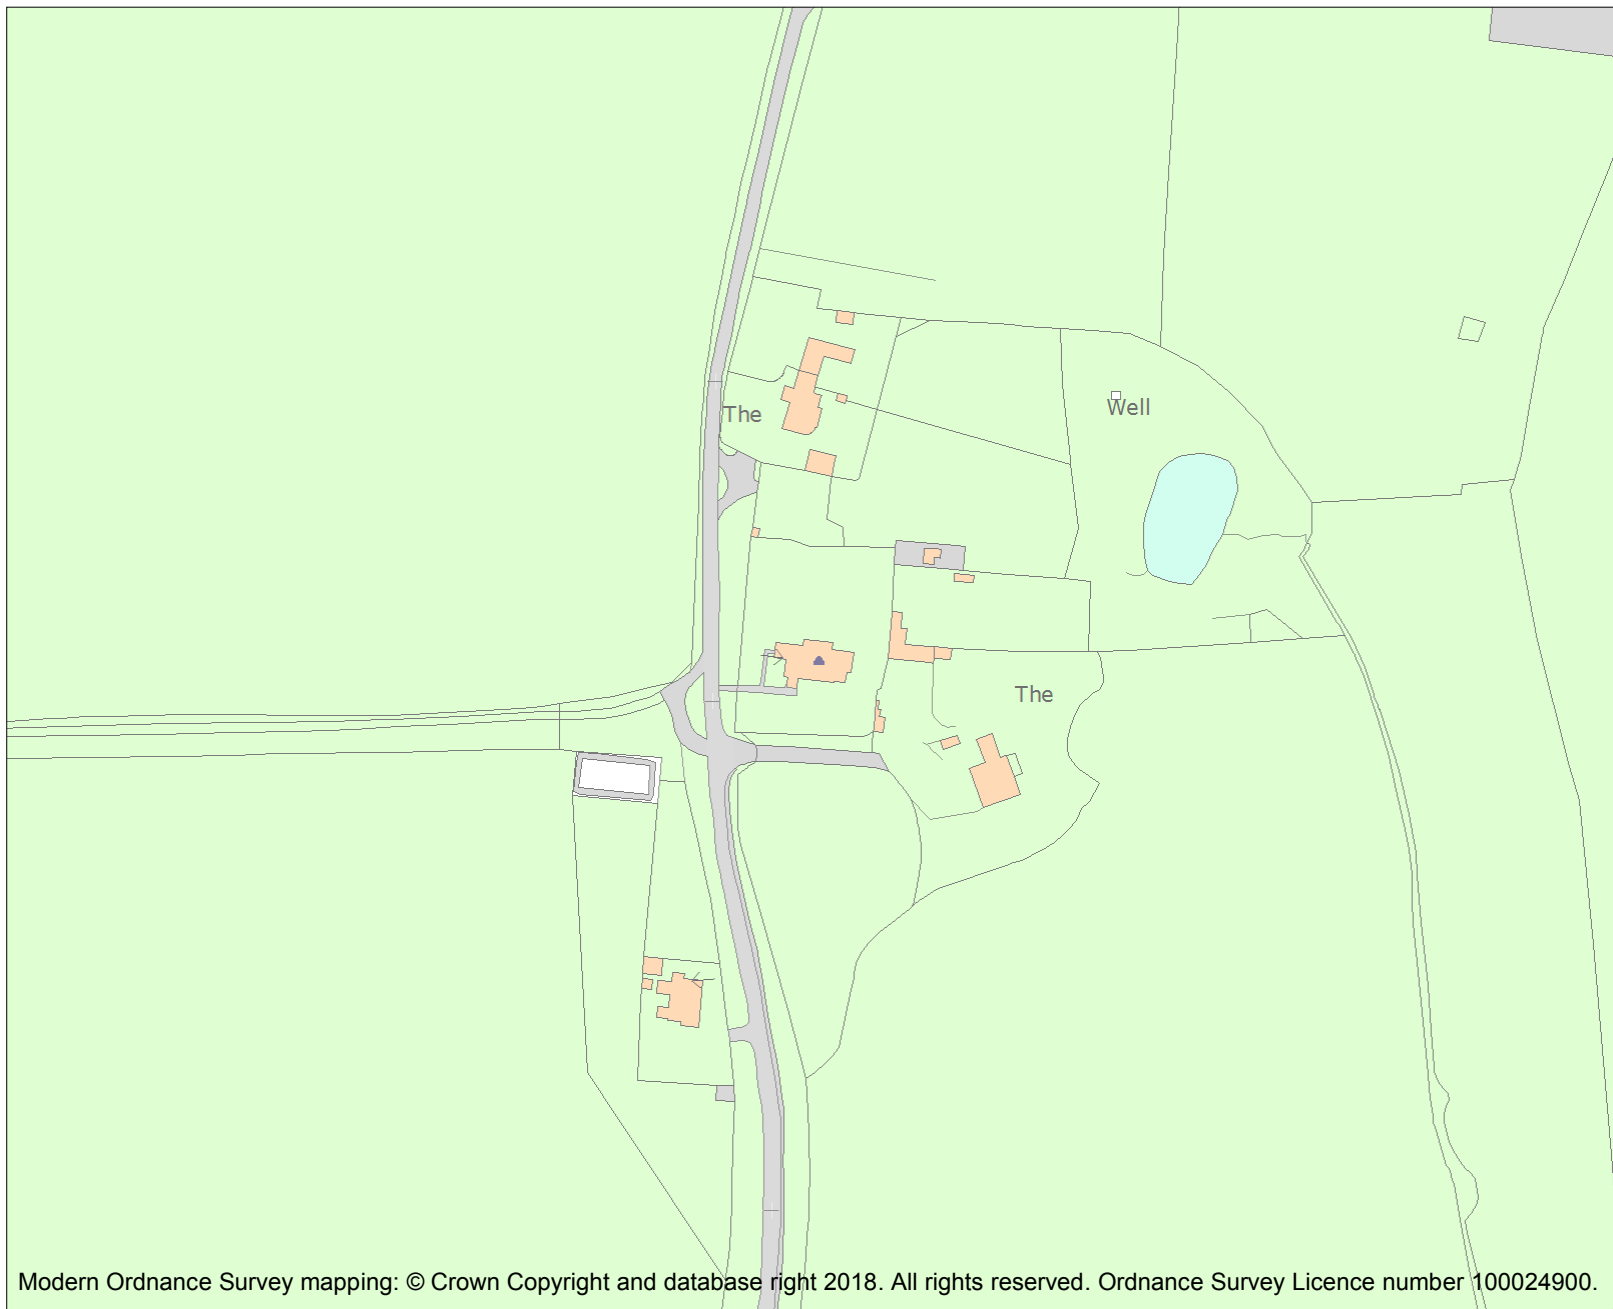 The
Well
The
Modern Ordnance Survey mapping: © Crown Copyright and database right 2018. All rights reserved. Ordnance Survey Licence number 100024900.